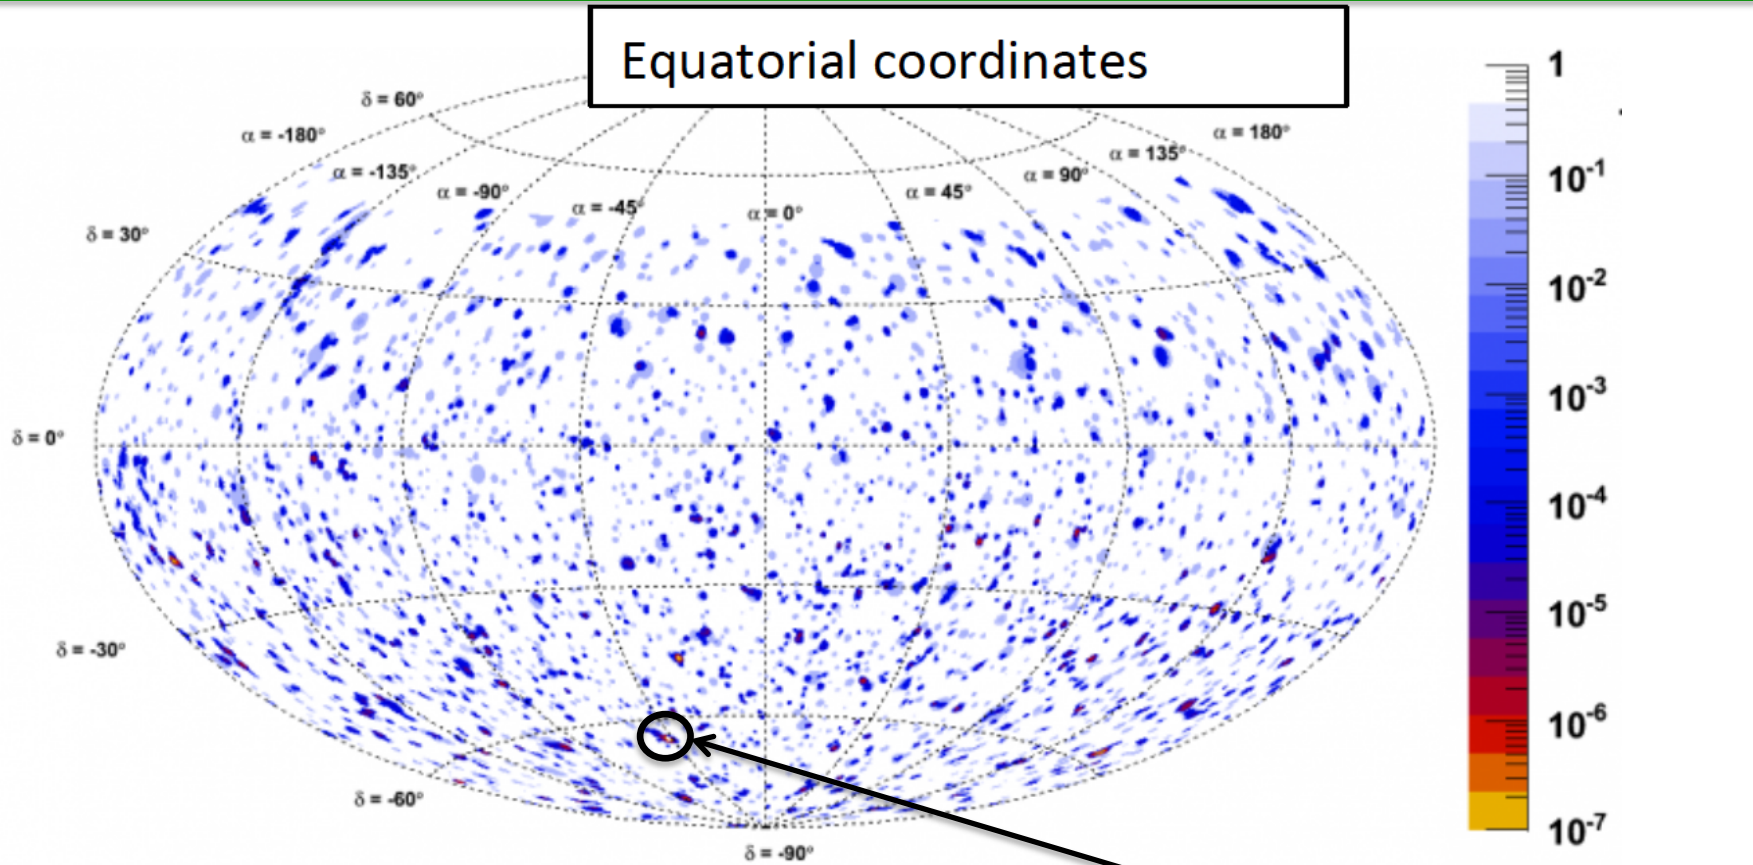 Equatorial coordinates
δ = 60°
α = -180°
α = 180°
α = -135°
α = 135°
α = -90°
α = 90°
α = -45°
α = 45°
α = 0°
δ = 30°
δ = 0°
δ = -30°
δ = -60°
δ = -90°
1
10⁻¹
10⁻²
10⁻³
10⁻⁴
10⁻⁵
10⁻⁶
10⁻⁷